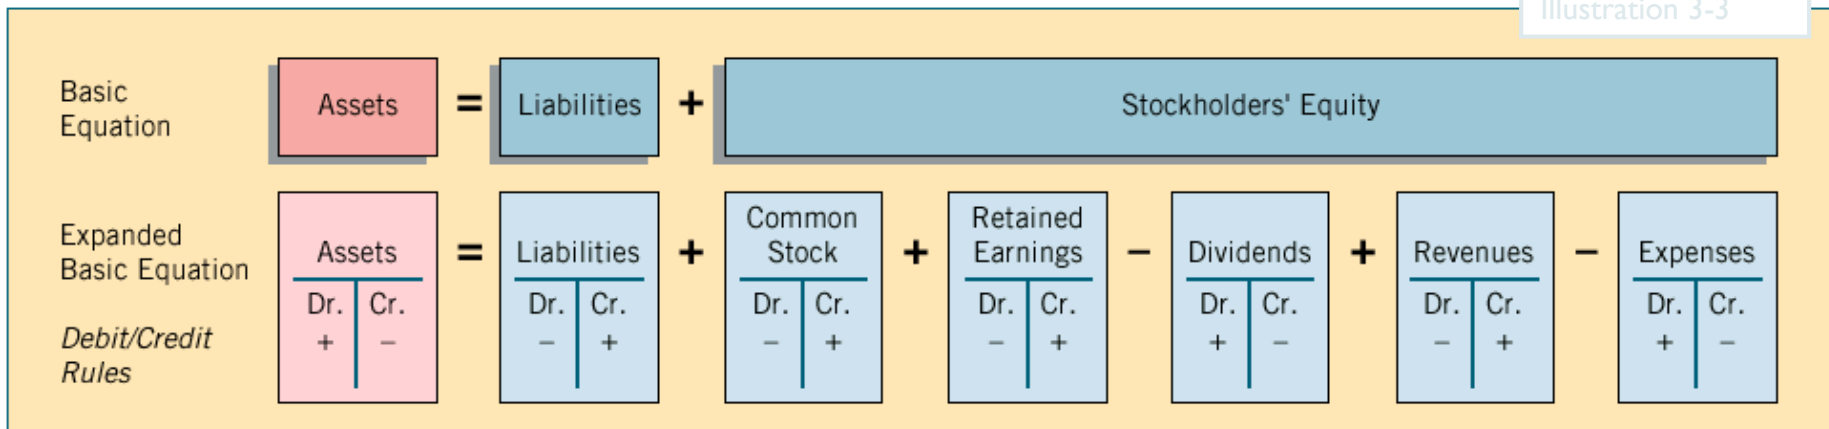 Illustration 3-3
Basic
Equation
Assets = Liabilities + Stockholders' Equity
Expanded
Basic Equation
Assets = Liabilities + Common Stock + Retained Earnings – Dividends + Revenues – Expenses
Debit/Credit
Rules
Dr. Cr. Dr. Cr. Dr. Cr. Dr. Cr. Dr. Cr. Dr. Cr. Dr. Cr.
+ – – + – + – + + – – + + –